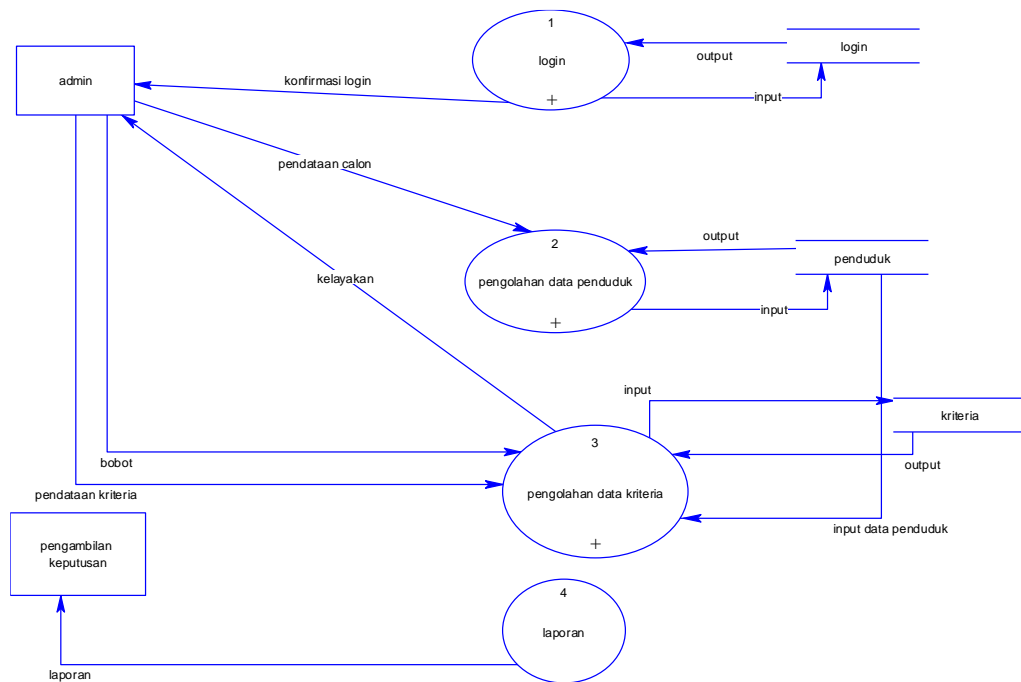 1
login
+
login
output
input
admin
konfirmasi login
pendataan calon
2
pengolahan data penduduk
+
output
penduduk
input
kelayakan
input
kriteria
output
3
pengolahan data kriteria
+
bobot
pendataan kriteria
input data penduduk
pengambilan
keputusan
4
laporan
laporan